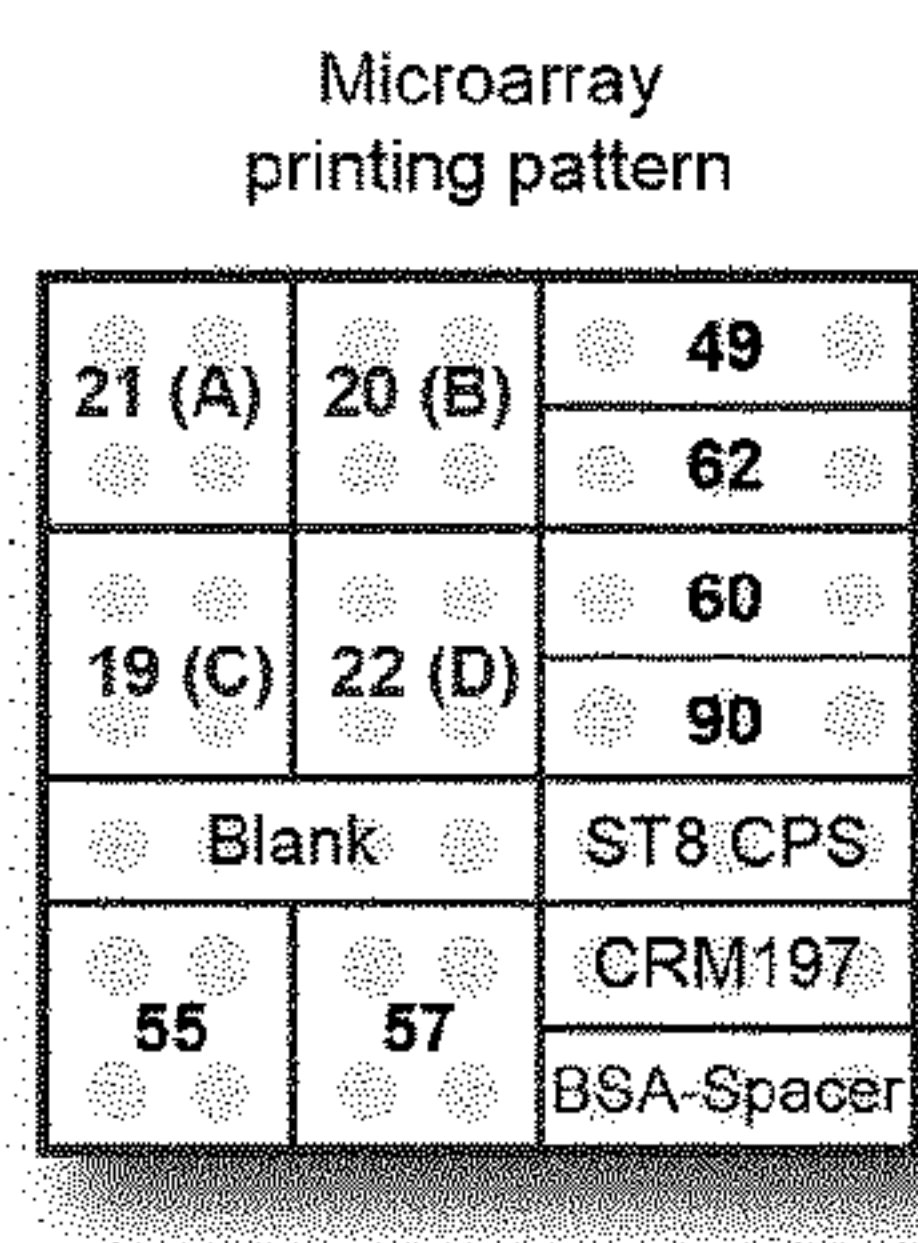 Microarray
printing pattern
21 (A)
20 (B)
49
62
19 (C)
22 (D)
60
90
Blank
ST8 CPS
55
57
CRM197
BSA-Spacer